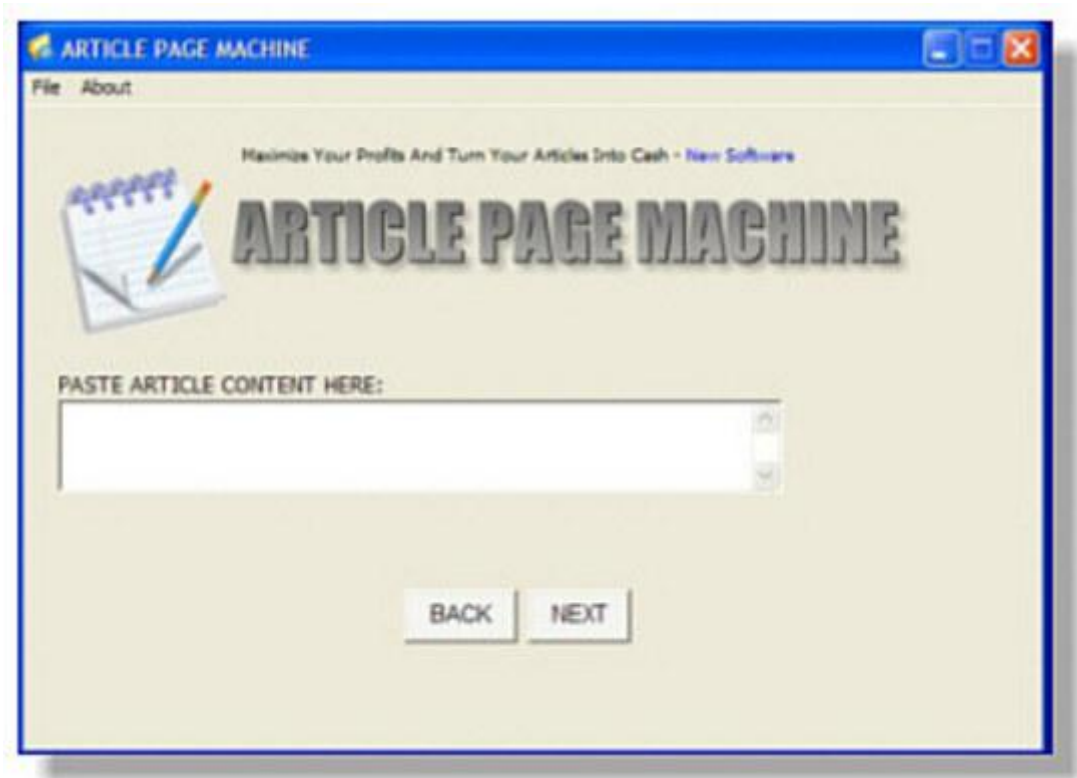 ARTICLE PAGE MACHINE
File About
Maximize Your Profits And Turn Your Articles Into Cash - New Software
ARTICLE PAGE MACHINE
PASTE ARTICLE CONTENT HERE:
BACK NEXT